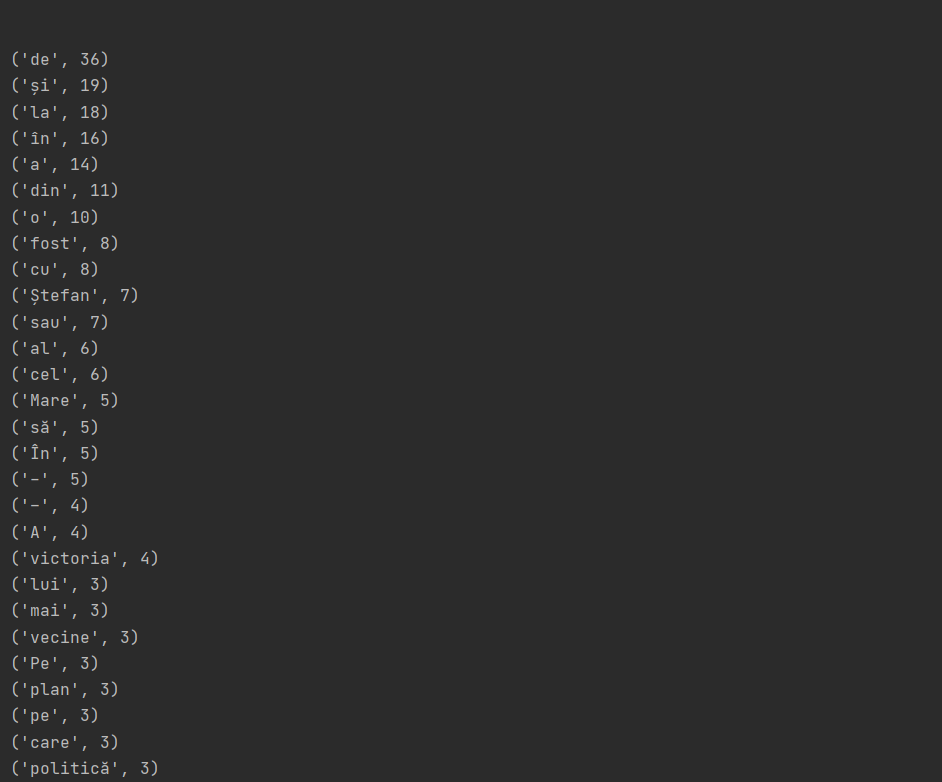 ('de', 36)
('și', 19)
('la', 18)
('în', 16)
('a', 14)
('din', 11)
('o', 10)
('fost', 8)
('cu', 8)
('Ștefan', 7)
('sau', 7)
('al', 6)
('cel', 6)
('Mare', 5)
('să', 5)
('În', 5)
('–', 5)
('-', 4)
('A', 4)
('victoria', 4)
('lui', 3)
('mai', 3)
('vecine', 3)
('Pe', 3)
('plan', 3)
('pe', 3)
('care', 3)
('politică', 3)